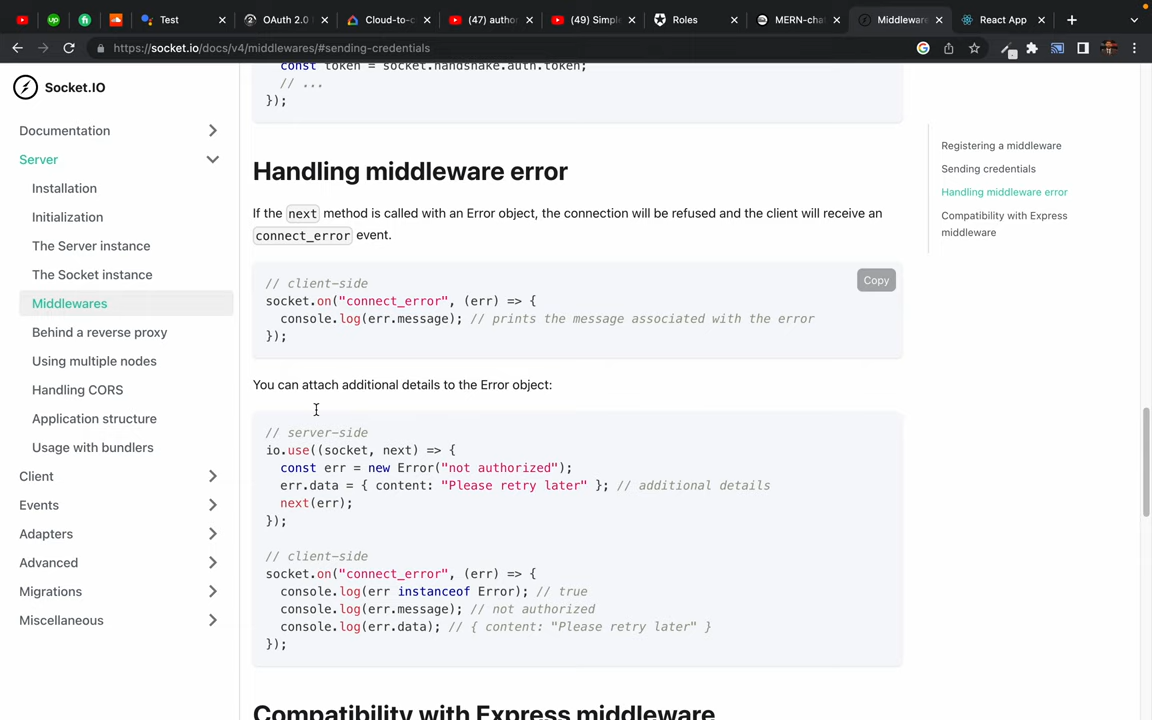 Test
OAuth 2.0
Cloud-to-c
(47) author
(49) Simple
Roles
MERN-chat
Middleware
React App
https://socket.io/docs/v4/middlewares/#sending-credentials
Socket.IO
Documentation
Server
Installation
Initialization
The Server instance
The Socket instance
Middlewares
Behind a reverse proxy
Using multiple nodes
Handling CORS
Application structure
Usage with bundlers
Client
Events
Adapters
Advanced
Migrations
Miscellaneous
const token = socket.handshake.auth.token;
// ...
});
Handling middleware error
If the next method is called with an Error object, the connection will be refused and the client will receive an
connect_error event.
Copy
// client-side
socket.on("connect_error", (err) => {
console.log(err.message); // prints the message associated with the error
});
You can attach additional details to the Error object:
// server-side
io.use((socket, next) => {
const err = new Error("not authorized");
err.data = { content: "Please retry later" }; // additional details
next(err);
});
// client-side
socket.on("connect_error", (err) => {
console.log(err instanceof Error); // true
console.log(err.message); // not authorized
console.log(err.data); // { content: "Please retry later" }
});
Compatibility with Express middleware
Registering a middleware
Sending credentials
Handling middleware error
Compatibility with Express
middleware